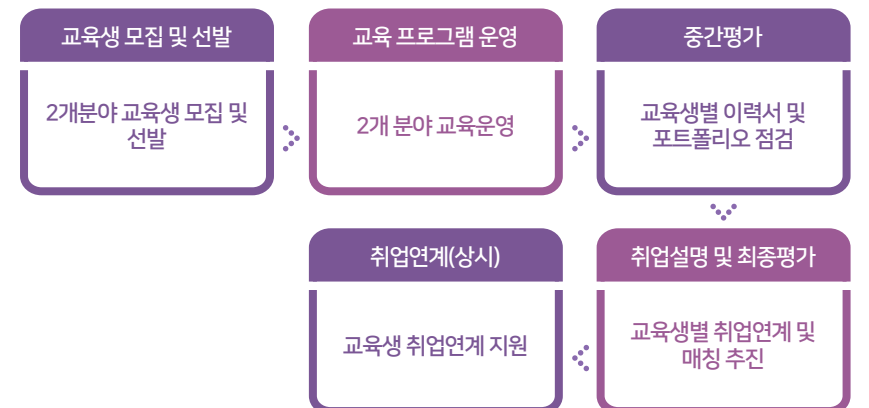 교육생 모집 및 선발
2개분야 교육생 모집 및
선발
교육 프로그램 운영
2개 분야 교육운영
중간평가
교육생별 이력서 및
포트폴리오 점검
취업설명 및 최종평가
교육생별 취업연계 및
매칭 추진
취업연계(상시)
교육생 취업연계 지원